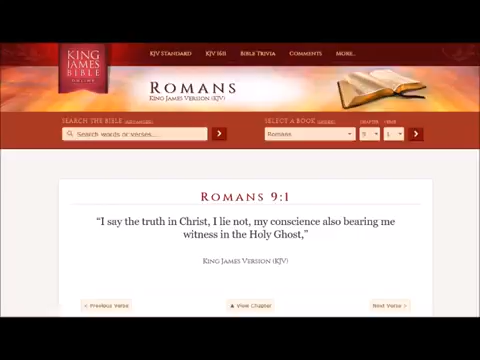 KING
JAMES
BIBLE
ONLINE
KJV STANDARD KJV 1611 BIBLE TRIVIA COMMENTS MORE...
ROMANS
KING JAMES VERSION (KJV)
SEARCH THE BIBLE (ADVANCED) SELECT A BOOK (INDEX) CHAPTER VERSE
Search words or verses.... > Romans 9 1 >
ROMANS 9:1
“I say the truth in Christ, I lie not, my conscience also bearing me
witness in the Holy Ghost,”
KING JAMES VERSION (KJV)
< Previous Verse ▲ View Chapter Next Verse >